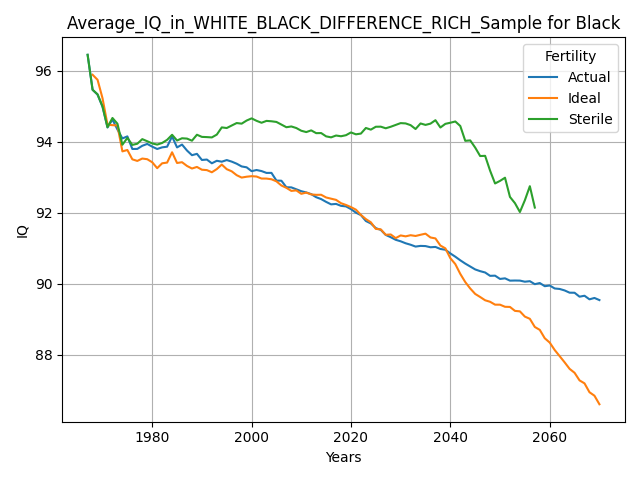 Average_IQ_in_WHITE_BLACK_DIFFERENCE_RICH_Sample for Black
Fertility
Actual
Ideal
Sterile
96
94
92
90
88
IQ
1980
2000
2020
2040
2060
Years